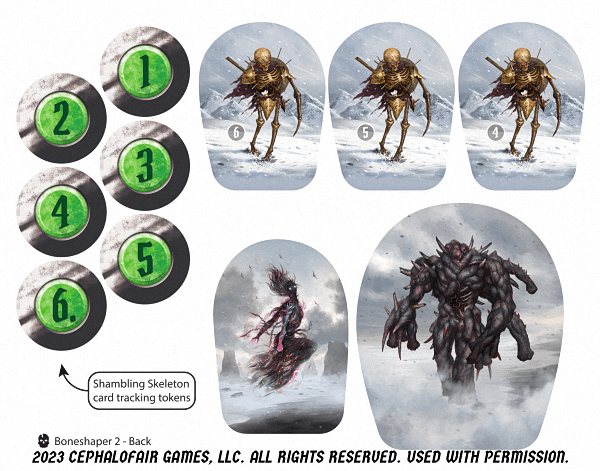 1
2
3
4
5
6.
6
5
4
Shambling Skeleton
card tracking tokens
Boneshaper 2 - Back
2023 CEPHALOFAIR GAMES, LLC. ALL RIGHTS RESERVED. USED WITH PERMISSION.